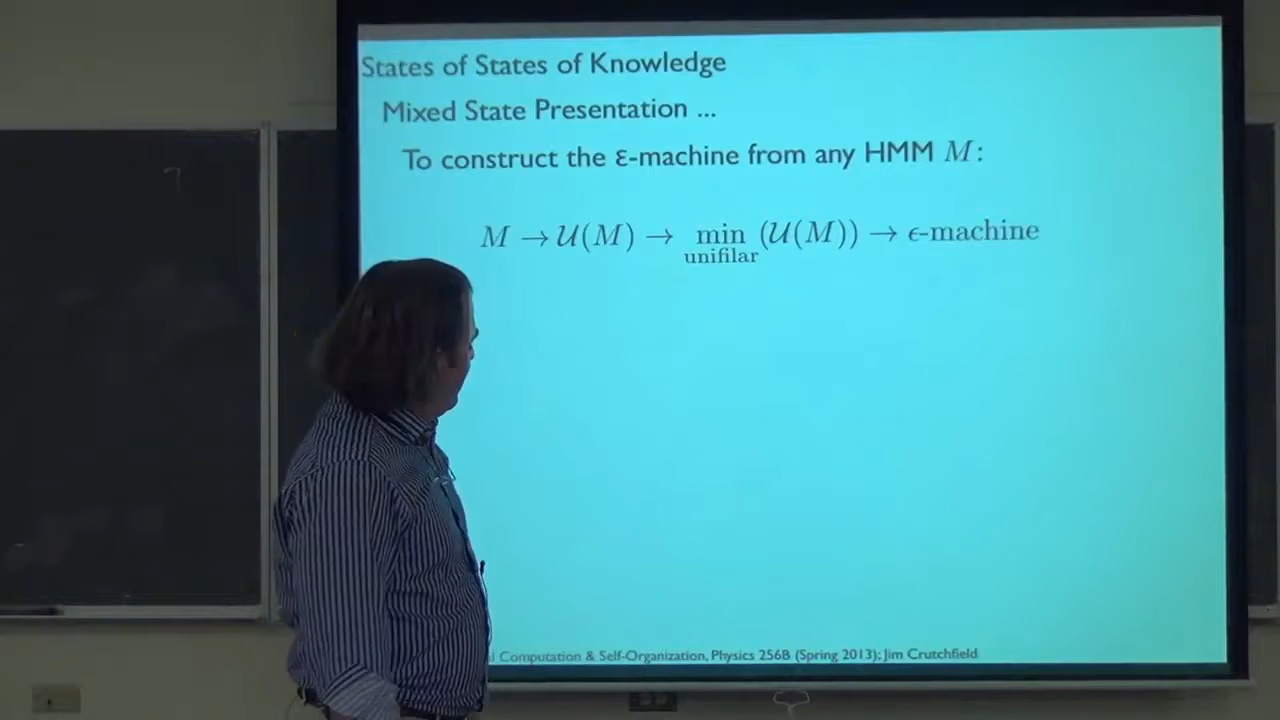 States of States of Knowledge
Mixed State Presentation ...
To construct the ε-machine from any HMM M:
M → U(M) → min unifilar (U(M)) → ϵ-machine
Computation & Self-Organization, Physics 256B (Spring 2013); Jim Crutchfield